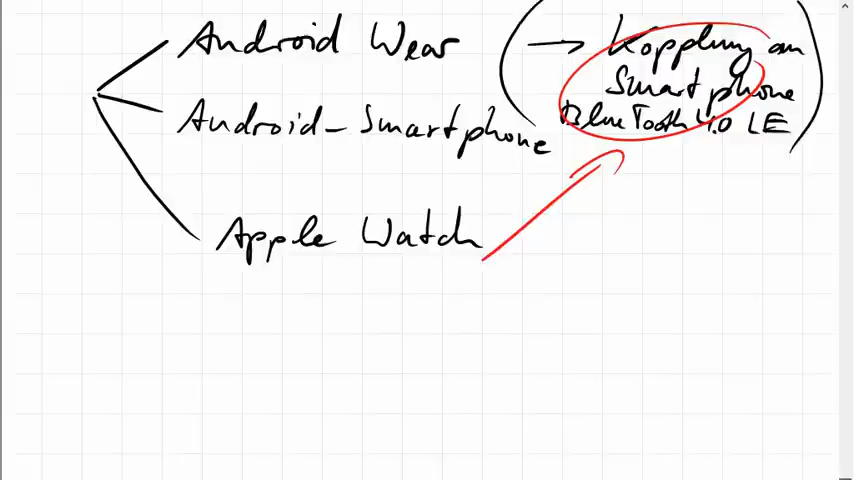 Android Wear
Android-Smartphone
Apple Watch
→ Kopplung an
Smartphone
BlueTooth 4.0 LE